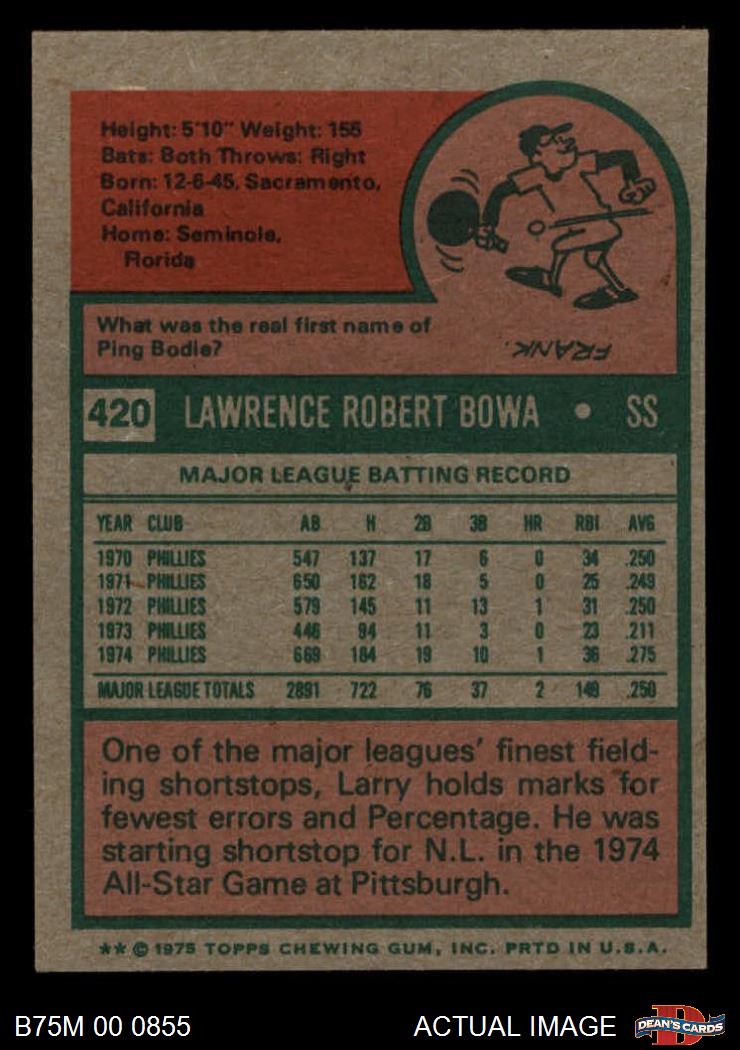 Height: 5'10" Weight: 155
Bats: Both Throws: Right
Born: 12-6-45, Sacramento,
California
Home: Seminole,
Florida
What was the real first name of
Ping Bodie?
FRANK.
420 LAWRENCE ROBERT BOWA • SS
MAJOR LEAGUE BATTING RECORD
YEAR CLUB AB H 2B 3B HR RBI AVG
1970 PHILLIES 547 137 17 6 0 34 .250
1971 PHILLIES 650 162 18 5 0 25 .249
1972 PHILLIES 579 145 11 13 1 31 .250
1973 PHILLIES 446 94 11 3 0 23 .211
1974 PHILLIES 669 184 19 10 1 36 .275
MAJOR LEAGUE TOTALS 2891 722 76 37 2 149 .250
One of the major leagues' finest field-
ing shortstops, Larry holds marks for
fewest errors and Percentage. He was
starting shortstop for N.L. in the 1974
All-Star Game at Pittsburgh.
** © 1975 TOPPS CHEWING GUM, INC. PRTD IN U.S.A.
B75M 00 0855 ACTUAL IMAGE DEAN'S CARDS